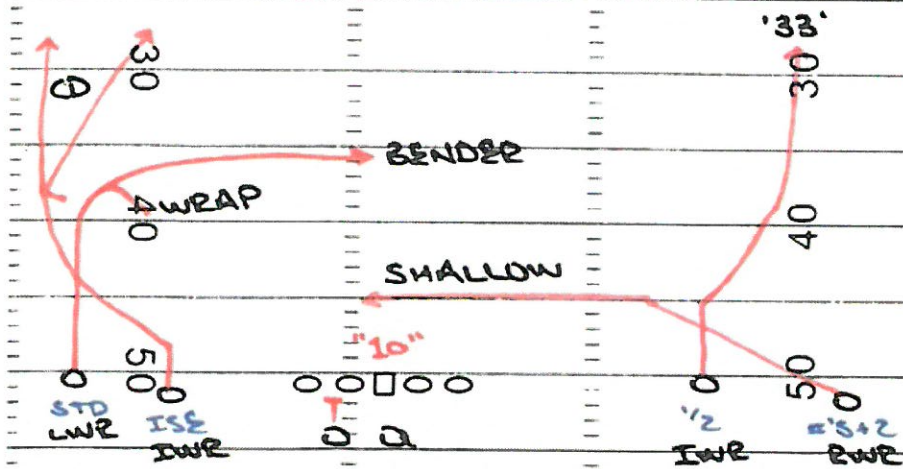 '33'
30
30
BENDER
WRAP
40
40
SHALLOW
"10"
50
50
STD
LWR
ISE
IWR
T
Q
1/2
IWR
#'S+2
RWR